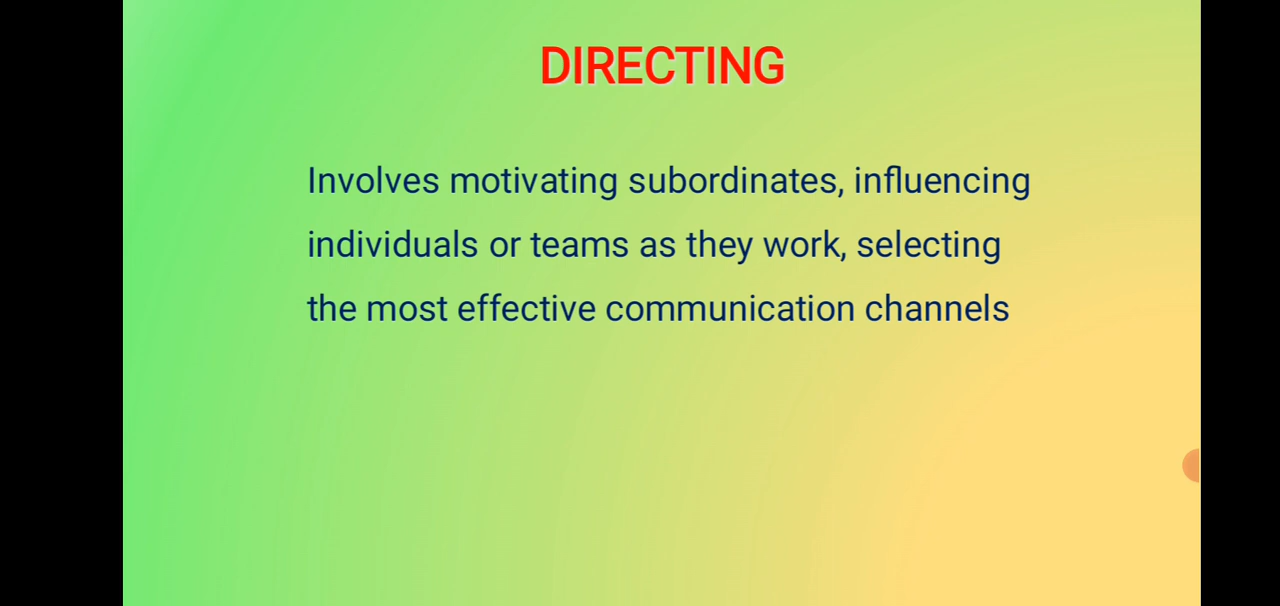 DIRECTING
Involves motivating subordinates, influencing
individuals or teams as they work, selecting
the most effective communication channels